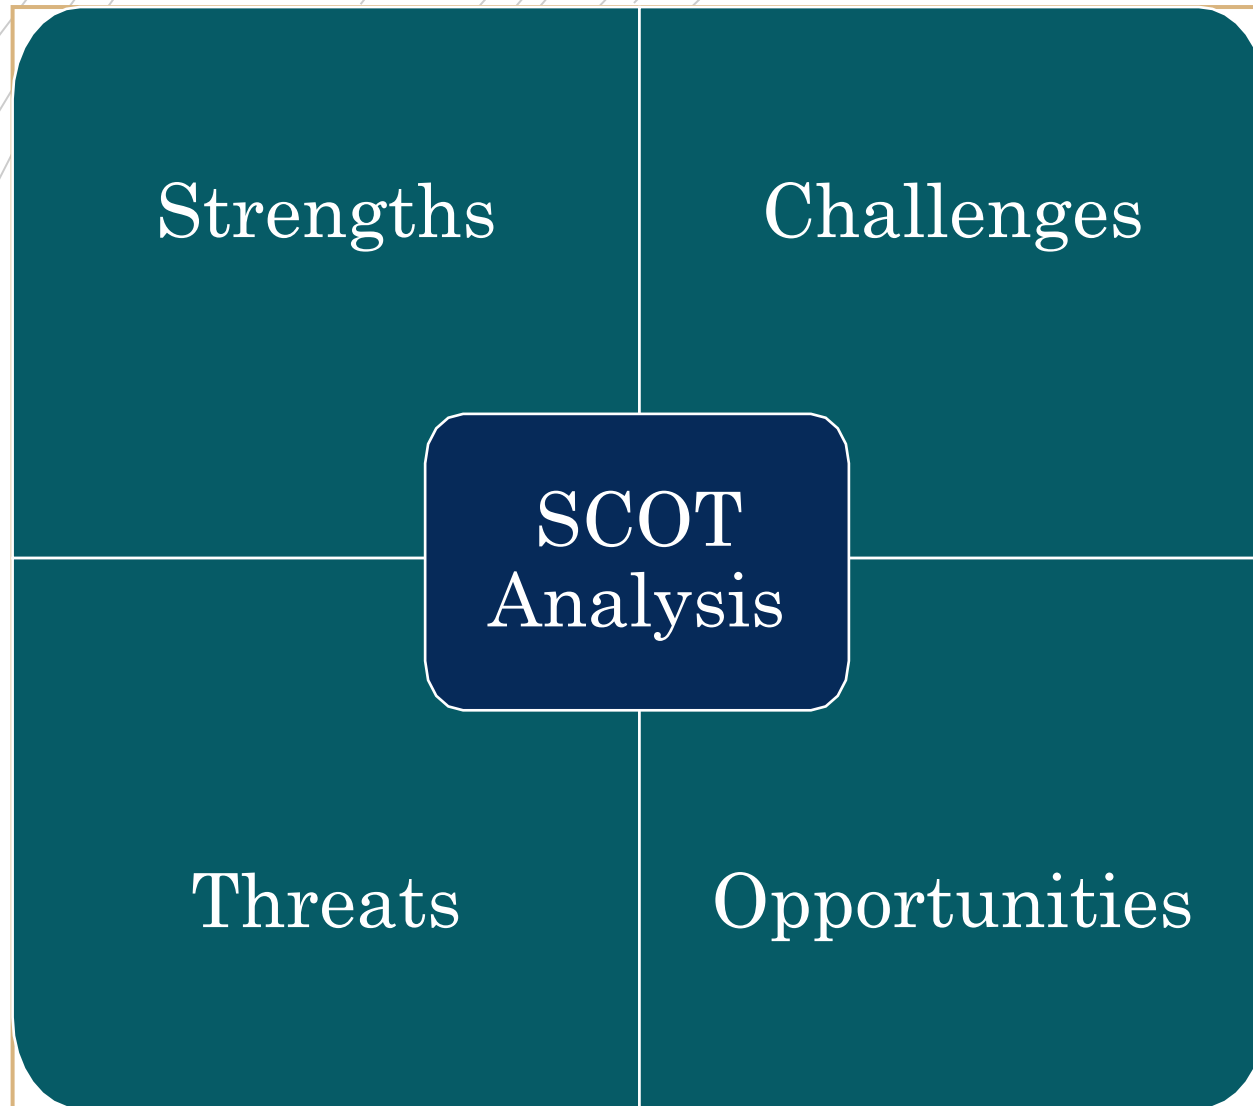 Strengths
Challenges
SCOT
Analysis
Threats
Opportunities